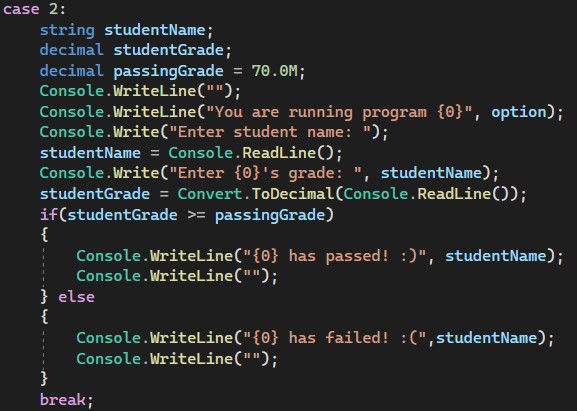 case 2:
    string studentName;
    decimal studentGrade;
    decimal passingGrade = 70.0M;
    Console.WriteLine("");
    Console.WriteLine("You are running program {0}", option);
    Console.Write("Enter student name: ");
    studentName = Console.ReadLine();
    Console.Write("Enter {0}'s grade: ", studentName);
    studentGrade = Convert.ToDecimal(Console.ReadLine());
    if(studentGrade >= passingGrade)
    {
        Console.WriteLine("{0} has passed! :)", studentName);
        Console.WriteLine("");
    } else
    {
        Console.WriteLine("{0} has failed! :(",studentName);
        Console.WriteLine("");
    }
    break;